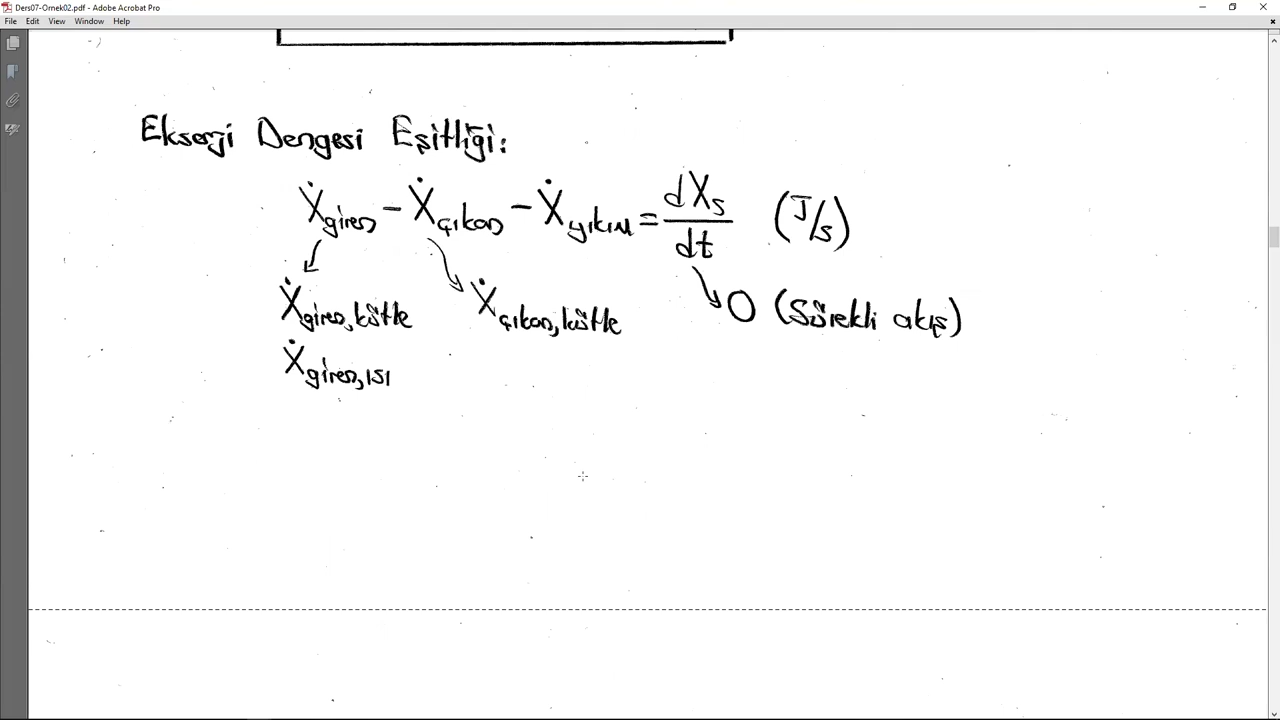 Ders07-Ornek02.pdf - Adobe Acrobat Pro
File Edit View Window Help
Ekserji Dengesi Eşitliği:
Ẋgiren - Ẋçıkan - Ẋyıkım = dXs/dt (J/s)
Ẋgiren,kütle Ẋçıkan,kütle 0 (Sürekli akış)
Ẋgiren,ısı